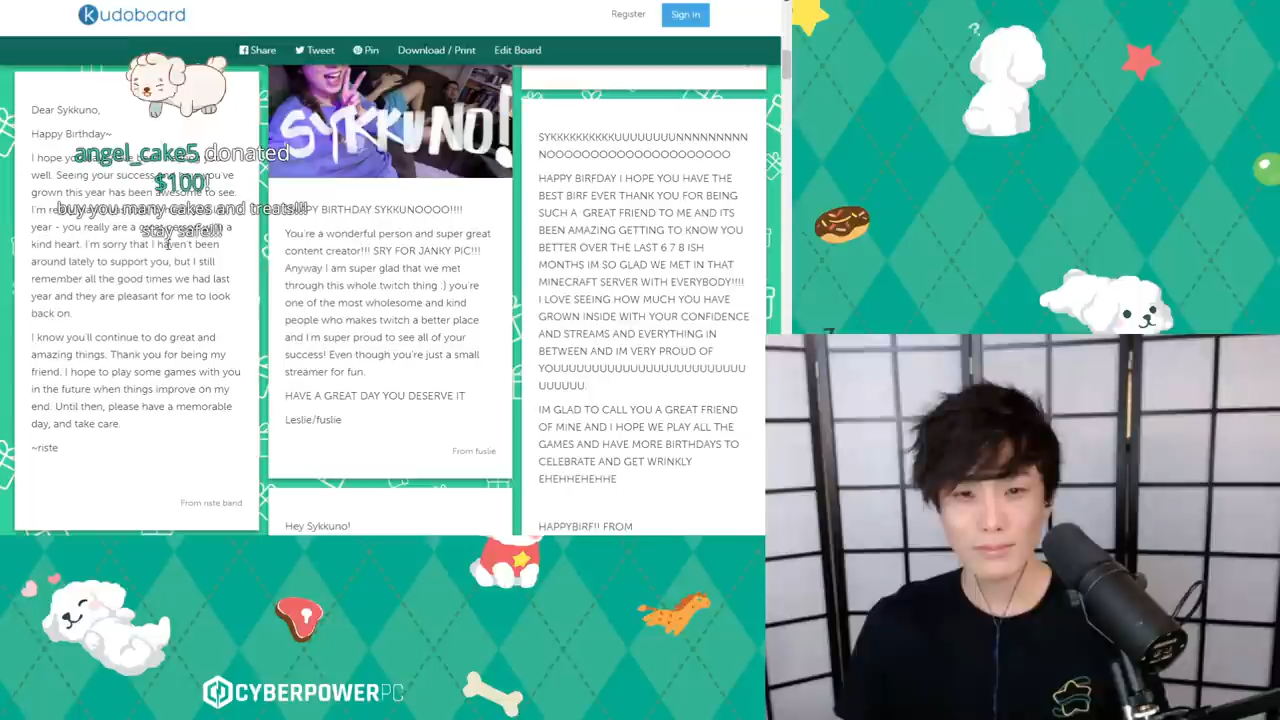 kudoboard
Register
Sign in
Share
Tweet
Pin
Download / Print
Edit Board
Dear Sykkuno,
Happy Birthday~
I hope
well. Seeing your success
grown this year has been awesome to see.
year - you really are a
kind heart. I'm sorry that I haven't been
around lately to support you, but I still
remember all the good times we had last
year and they are pleasant for me to look
back on.
I know you'll continue to do great and
amazing things. Thank you for being my
friend. I hope to play some games with you
in the future when things improve on my
end. Until then, please have a memorable
day, and take care.
~riste
From riste band
angel_cake5 donated
$100!
buy you many cakes and treats!!!
stay safe!!!
SYKKUNO!
HAPPY BIRTHDAY SYKKUNOOOO!!!!
You're a wonderful person and super great
content creator!!! SRY FOR JANKY PIC!!!
Anyway I am super glad that we met
through this whole twitch thing :) you're
one of the most wholesome and kind
people who makes twitch a better place
and I'm super proud to see all of your
success! Even though you're just a small
streamer for fun.
HAVE A GREAT DAY YOU DESERVE IT
Leslie/fuslie
From fuslie
Hey Sykkuno!
SYKKKKKKKKKUUUUUUUUNNNNNNNNN
NOOOOOOOOOOOOOOOOOOOOO
HAPPY BIRFDAY I HOPE YOU HAVE THE
BEST BIRF EVER THANK YOU FOR BEING
SUCH A GREAT FRIEND TO ME AND ITS
BEEN AMAZING GETTING TO KNOW YOU
BETTER OVER THE LAST 6 7 8 ISH
MONTHS IM SO GLAD WE MET IN THAT
MINECRAFT SERVER WITH EVERYBODY!!!!
I LOVE SEEING HOW MUCH YOU HAVE
GROWN INSIDE WITH YOUR CONFIDENCE
AND STREAMS AND EVERYTHING IN
BETWEEN AND IM VERY PROUD OF
YOUUUUUUUUUUUUUUUUUUUUUUUU
UUUUUU.
IM GLAD TO CALL YOU A GREAT FRIEND
OF MINE AND I HOPE WE PLAY ALL THE
GAMES AND HAVE MORE BIRTHDAYS TO
CELEBRATE AND GET WRINKLY
EHEHHEHEHHE
HAPPYBIRF!! FROM
CYBERPOWERPC